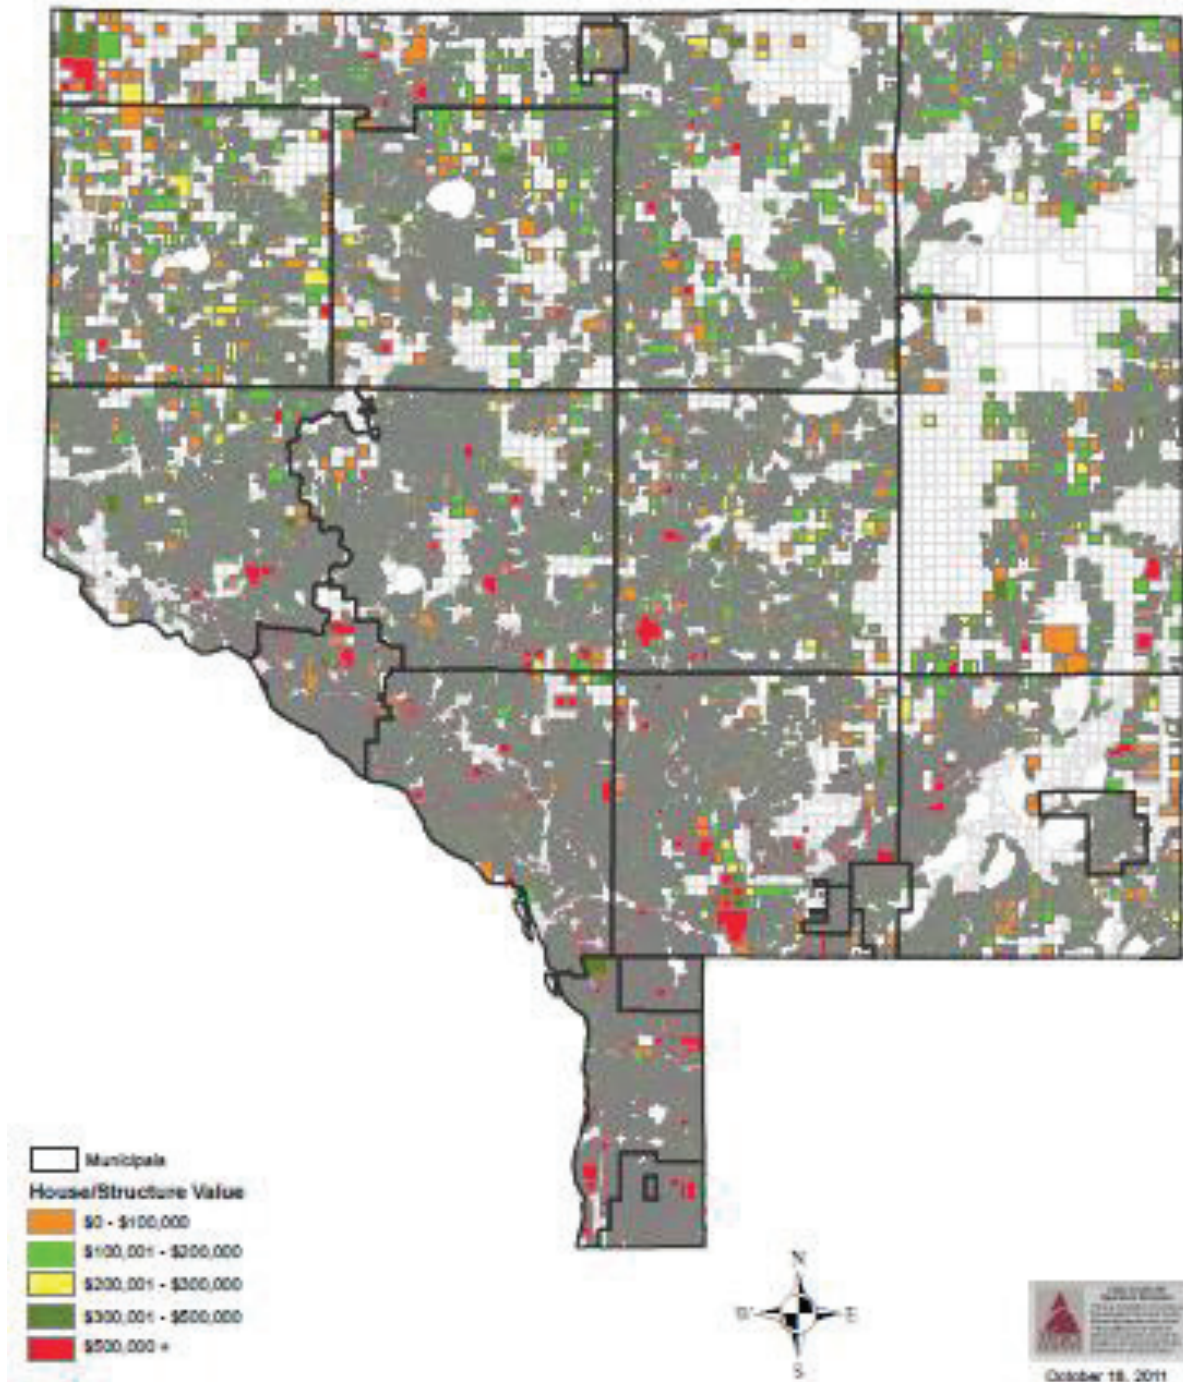 Municipals
House/Structure Value
$0 - $100,000
$100,001 - $200,000
$200,001 - $300,000
$300,001 - $500,000
$500,000 +
N
W
E
S
October 18, 2011